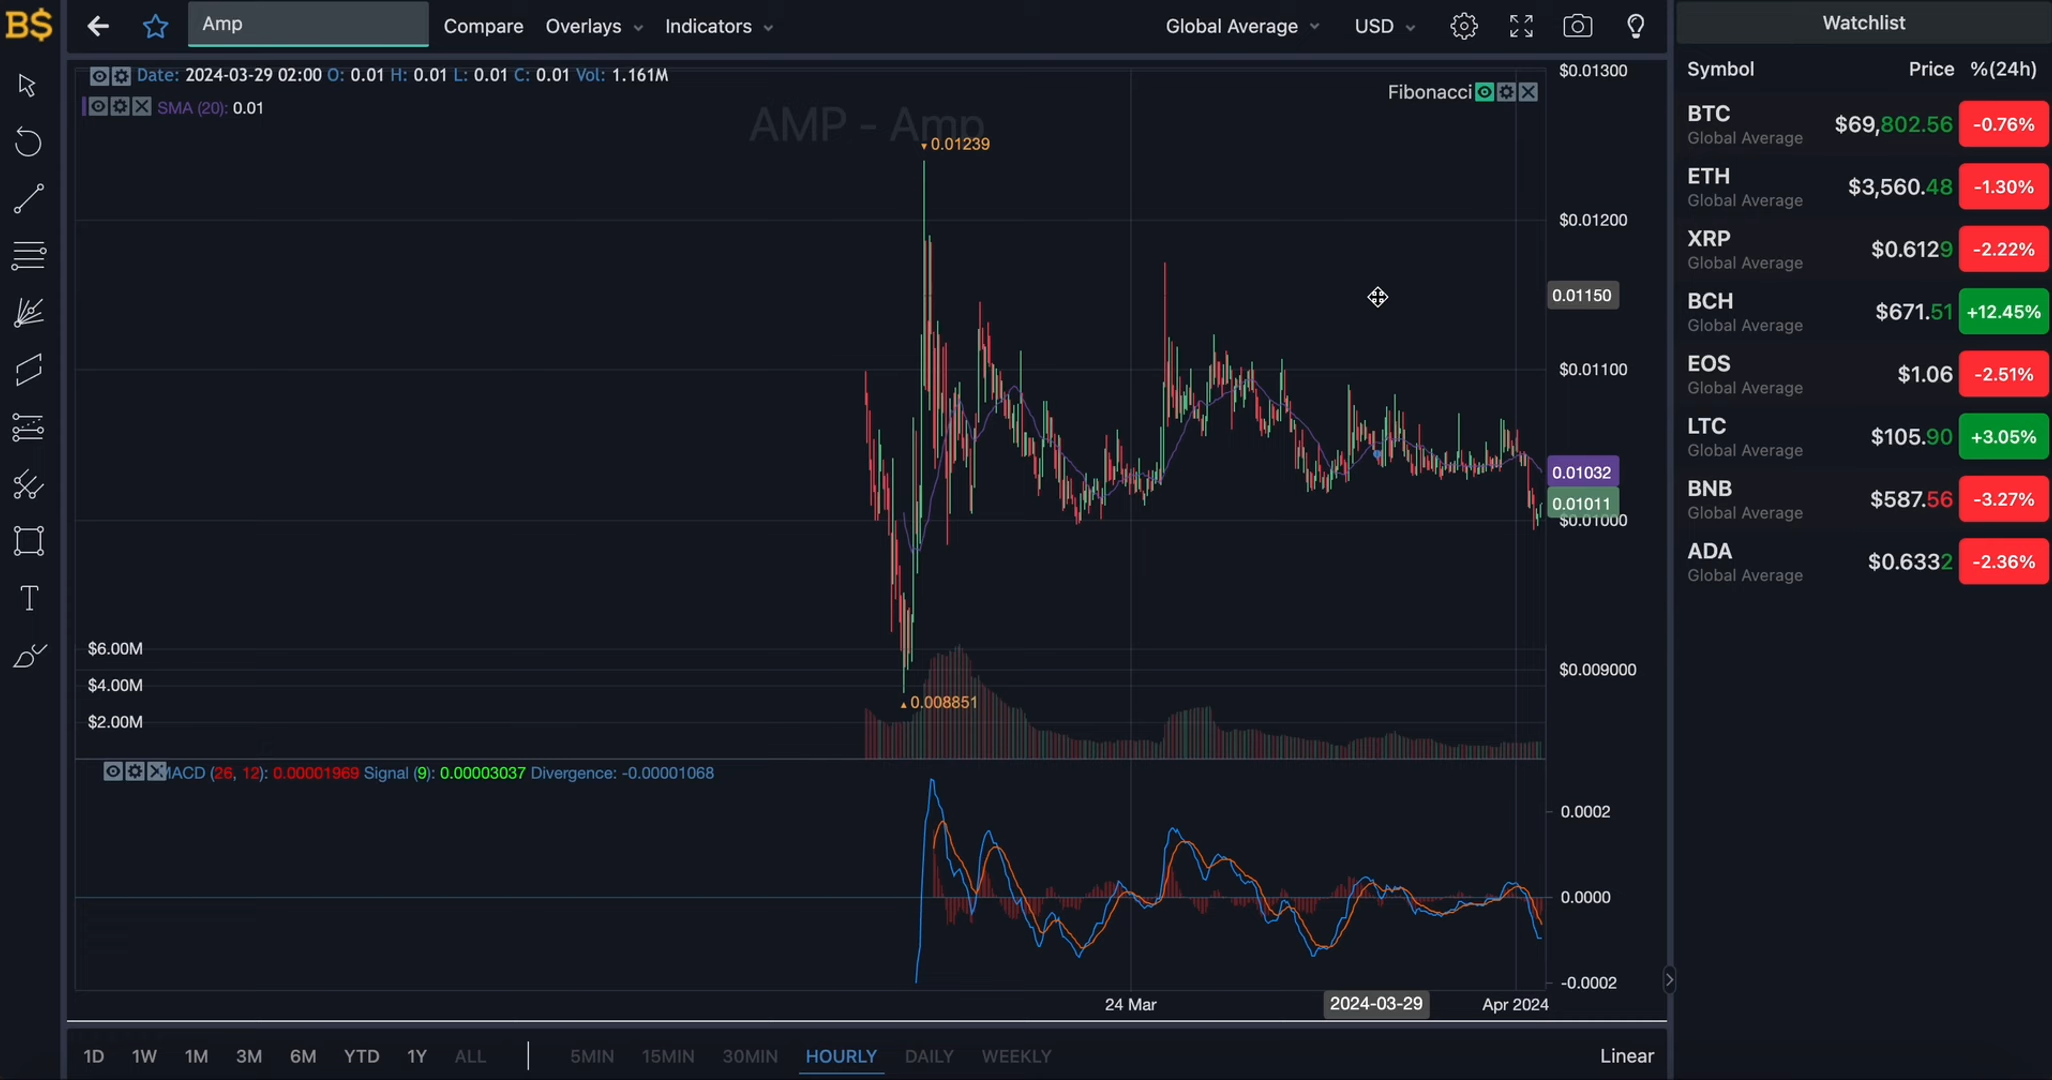 B$
Amp
Compare
Overlays
Indicators
Global Average
USD
Watchlist
Date: 2024-03-29 02:00 O: 0.01 H: 0.01 L: 0.01 C: 0.01 Vol: 1.161M
SMA (20): 0.01
Fibonacci
AMP - Amp
0.01239
0.008851
$0.01300
$0.01200
0.01150
$0.01100
0.01032
0.01011
$0.01000
$0.009000
$6.00M
$4.00M
$2.00M
MACD (26, 12): 0.00001969 Signal (9): 0.00003037 Divergence: -0.00001068
0.0002
0.0000
-0.0002
24 Mar
2024-03-29
Apr 2024
1D 1W 1M 3M 6M YTD 1Y ALL
5MIN 15MIN 30MIN HOURLY DAILY WEEKLY
Linear
Symbol Price %(24h)
BTC $69,802.56 -0.76%
Global Average
ETH $3,560.48 -1.30%
Global Average
XRP $0.6129 -2.22%
Global Average
BCH $671.51 +12.45%
Global Average
EOS $1.06 -2.51%
Global Average
LTC $105.90 +3.05%
Global Average
BNB $587.56 -3.27%
Global Average
ADA $0.6332 -2.36%
Global Average
T